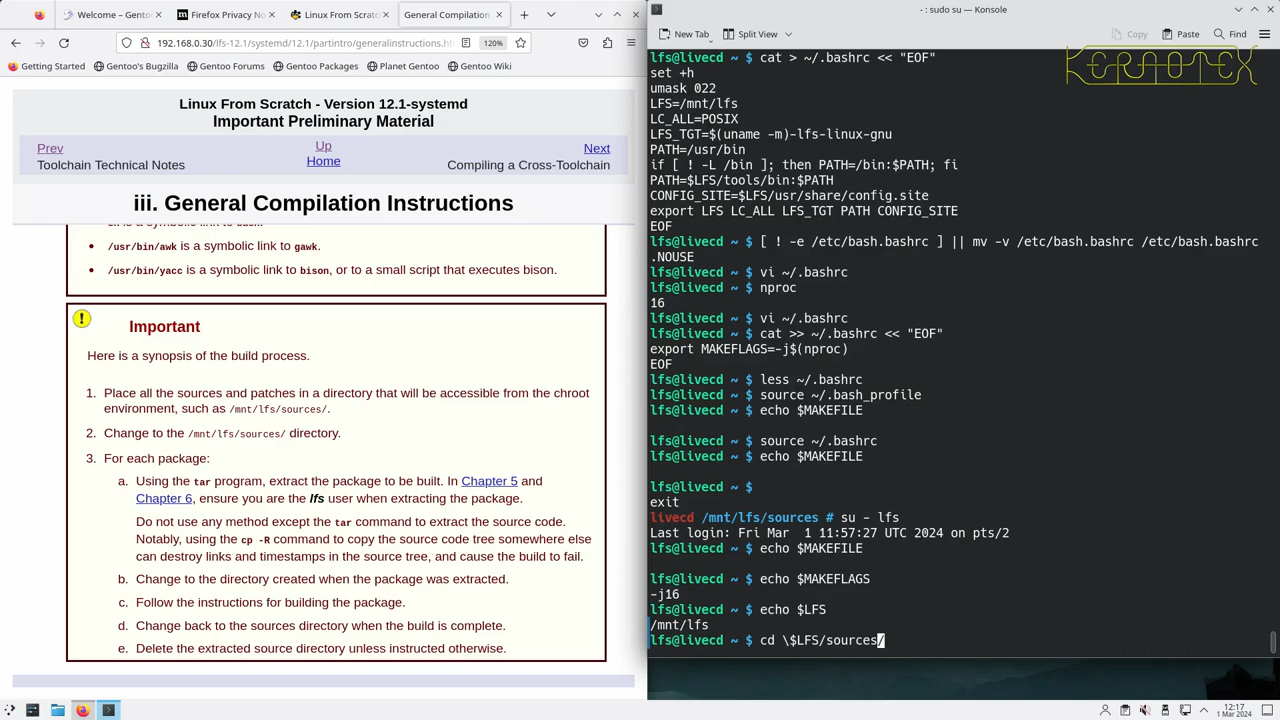 Welcome – Gento
Mozilla Firefox Privacy No
Linux From Scratch
General Compilation
192.168.0.30/lfs-12.1/systemd/12.1/partintro/generalinstructions.h
120%
Getting Started
Gentoo's Bugzilla
Gentoo Forums
Gentoo Packages
Planet Gentoo
Gentoo Wiki
Linux From Scratch - Version 12.1-systemd
Important Preliminary Material
Prev
Up
Next
Toolchain Technical Notes
Home
Compiling a Cross-Toolchain
iii. General Compilation Instructions
/usr/bin/awk is a symbolic link to gawk.
/usr/bin/yacc is a symbolic link to bison, or to a small script that executes bison.
Important
Here is a synopsis of the build process.
1. Place all the sources and patches in a directory that will be accessible from the chroot
environment, such as /mnt/lfs/sources/.
2. Change to the /mnt/lfs/sources/ directory.
3. For each package:
a. Using the tar program, extract the package to be built. In Chapter 5 and
Chapter 6, ensure you are the lfs user when extracting the package.
Do not use any method except the tar command to extract the source code.
Notably, using the cp -R command to copy the source code tree somewhere else
can destroy links and timestamps in the source tree, and cause the build to fail.
b. Change to the directory created when the package was extracted.
c. Follow the instructions for building the package.
d. Change back to the sources directory when the build is complete.
e. Delete the extracted source directory unless instructed otherwise.
- : sudo su — Konsole
New Tab
Split View
Copy
Paste
Find
KERNOTEX
lfs@livecd ~ $ cat > ~/.bashrc << "EOF"
set +h
umask 022
LFS=/mnt/lfs
LC_ALL=POSIX
LFS_TGT=$(uname -m)-lfs-linux-gnu
PATH=/usr/bin
if [ ! -L /bin ]; then PATH=/bin:$PATH; fi
PATH=$LFS/tools/bin:$PATH
CONFIG_SITE=$LFS/usr/share/config.site
export LFS LC_ALL LFS_TGT PATH CONFIG_SITE
EOF
lfs@livecd ~ $ [ ! -e /etc/bash.bashrc ] || mv -v /etc/bash.bashrc /etc/bash.bashrc
.NOUSE
lfs@livecd ~ $ vi ~/.bashrc
lfs@livecd ~ $ nproc
16
lfs@livecd ~ $ vi ~/.bashrc
lfs@livecd ~ $ cat >> ~/.bashrc << "EOF"
export MAKEFLAGS=-j$(nproc)
EOF
lfs@livecd ~ $ less ~/.bashrc
lfs@livecd ~ $ source ~/.bash_profile
lfs@livecd ~ $ echo $MAKEFILE
lfs@livecd ~ $ source ~/.bashrc
lfs@livecd ~ $ echo $MAKEFILE
lfs@livecd ~ $
exit
livecd /mnt/lfs/sources # su - lfs
Last login: Fri Mar  1 11:57:27 UTC 2024 on pts/2
lfs@livecd ~ $ echo $MAKEFILE
lfs@livecd ~ $ echo $MAKEFLAGS
-j16
lfs@livecd ~ $ echo $LFS
/mnt/lfs
lfs@livecd ~ $ cd \$LFS/sources/
12:17
1 Mar 2024